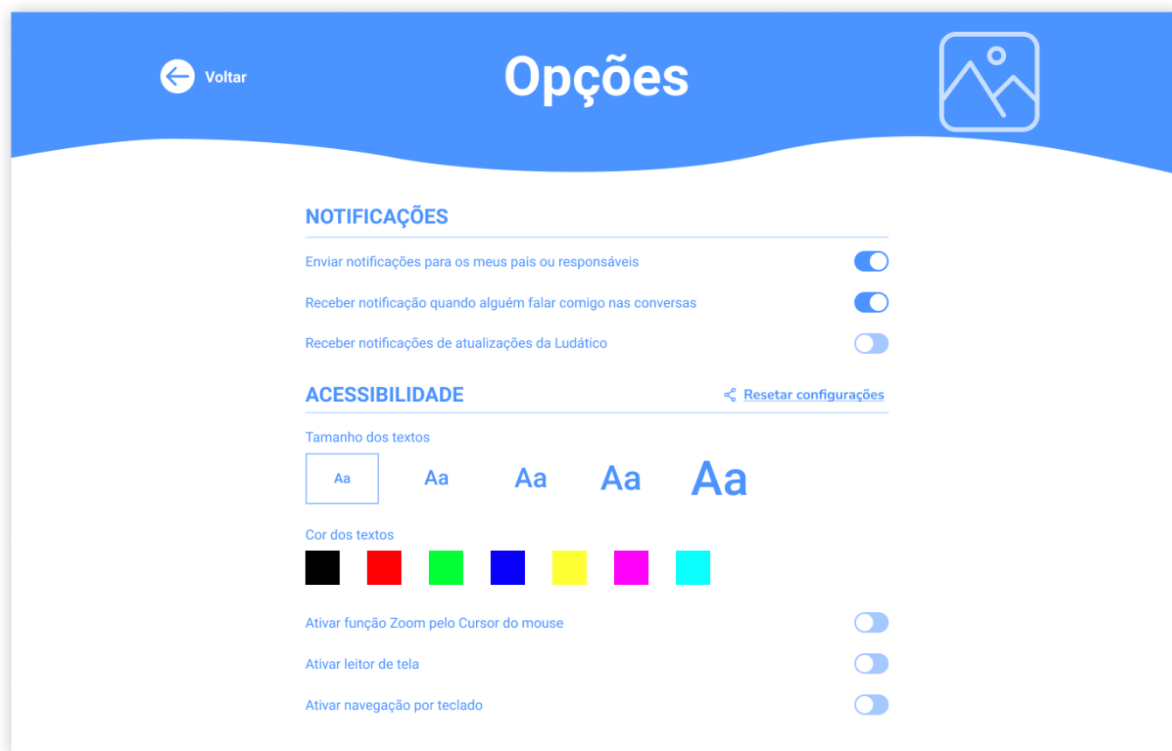 Voltar
Opções
NOTIFICAÇÕES
Enviar notificações para os meus pais ou responsáveis
Receber notificação quando alguém falar comigo nas conversas
Receber notificações de atualizações da Ludático
ACESSIBILIDADE
Resetar configurações
Tamanho dos textos
Aa Aa Aa Aa Aa
Cor dos textos
Ativar função Zoom pelo Cursor do mouse
Ativar leitor de tela
Ativar navegação por teclado